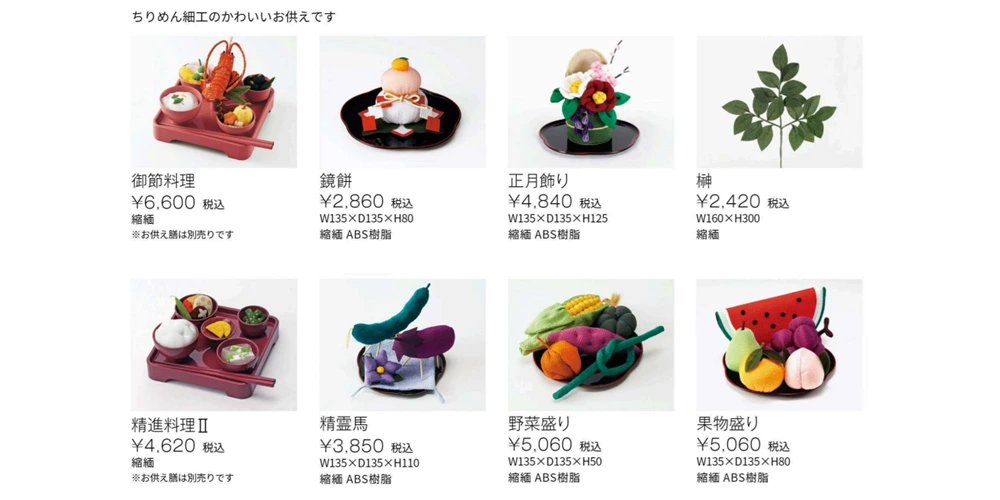 ちりめん細工のかわいいお供えです
御節料理
¥6,600 税込
縮緬
※お供え膳は別売りです
鏡餅
¥2,860 税込
W135×D135×H80
縮緬 ABS樹脂
正月飾り
¥4,840 税込
W135×D135×H125
縮緬 ABS樹脂
榊
¥2,420 税込
W160×H300
縮緬
精進料理Ⅱ
¥4,620 税込
縮緬
※お供え膳は別売りです
精霊馬
¥3,850 税込
W135×D135×H110
縮緬 ABS樹脂
野菜盛り
¥5,060 税込
W135×D135×H50
縮緬 ABS樹脂
果物盛り
¥5,060 税込
W135×D135×H80
縮緬 ABS樹脂